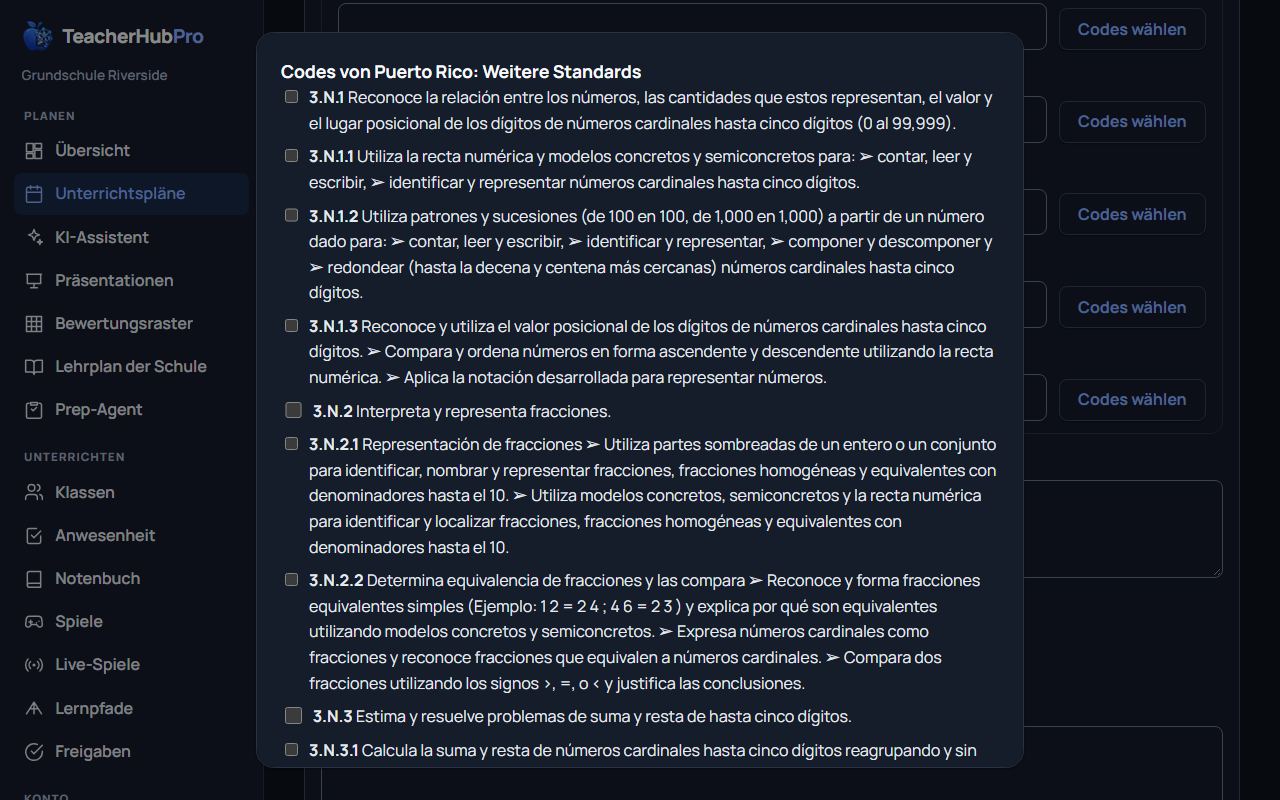 TeacherHubPro
Grundschule Riverside
PLANEN
Übersicht
Unterrichtspläne
KI-Assistent
Präsentationen
Bewertungsraster
Lehrplan der Schule
Prep-Agent
UNTERRICHTEN
Klassen
Anwesenheit
Notenbuch
Spiele
Live-Spiele
Lernpfade
Freigaben
KONTO
Codes von Puerto Rico: Weitere Standards
3.N.1 Reconoce la relación entre los números, las cantidades que estos representan, el valor y
el lugar posicional de los dígitos de números cardinales hasta cinco dígitos (0 al 99,999).
3.N.1.1 Utiliza la recta numérica y modelos concretos y semiconcretos para: ➢ contar, leer y
escribir, ➢ identificar y representar números cardinales hasta cinco dígitos.
3.N.1.2 Utiliza patrones y sucesiones (de 100 en 100, de 1,000 en 1,000) a partir de un número
dado para: ➢ contar, leer y escribir, ➢ identificar y representar, ➢ componer y descomponer y
➢ redondear (hasta la decena y centena más cercanas) números cardinales hasta cinco
dígitos.
3.N.1.3 Reconoce y utiliza el valor posicional de los dígitos de números cardinales hasta cinco
dígitos. ➢ Compara y ordena números en forma ascendente y descendente utilizando la recta
numérica. ➢ Aplica la notación desarrollada para representar números.
3.N.2 Interpreta y representa fracciones.
3.N.2.1 Representación de fracciones ➢ Utiliza partes sombreadas de un entero o un conjunto
para identificar, nombrar y representar fracciones, fracciones homogéneas y equivalentes con
denominadores hasta el 10. ➢ Utiliza modelos concretos, semiconcretos y la recta numérica
para identificar y localizar fracciones, fracciones homogéneas y equivalentes con
denominadores hasta el 10.
3.N.2.2 Determina equivalencia de fracciones y las compara ➢ Reconoce y forma fracciones
equivalentes simples (Ejemplo: 1 2 = 2 4 ; 4 6 = 2 3 ) y explica por qué son equivalentes
utilizando modelos concretos y semiconcretos. ➢ Expresa números cardinales como
fracciones y reconoce fracciones que equivalen a números cardinales. ➢ Compara dos
fracciones utilizando los signos >, =, o < y justifica las conclusiones.
3.N.3 Estima y resuelve problemas de suma y resta de hasta cinco dígitos.
3.N.3.1 Calcula la suma y resta de números cardinales hasta cinco dígitos reagrupando y sin
Codes wählen
Codes wählen
Codes wählen
Codes wählen
Codes wählen